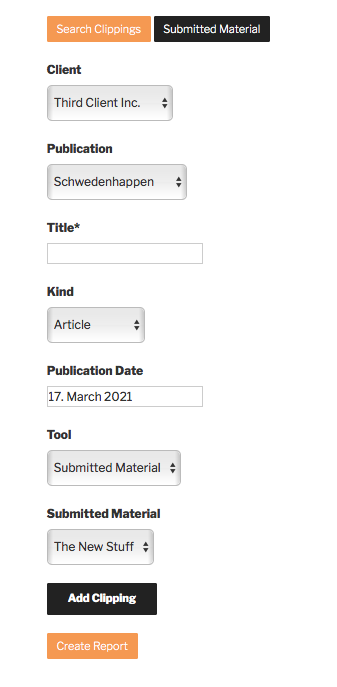 Search Clippings Submitted Material
Client
Third Client Inc.
Publication
Schwedenhappen
Title*
Kind
Article
Publication Date
17. March 2021
Tool
Submitted Material
Submitted Material
The New Stuff
Add Clipping
Create Report